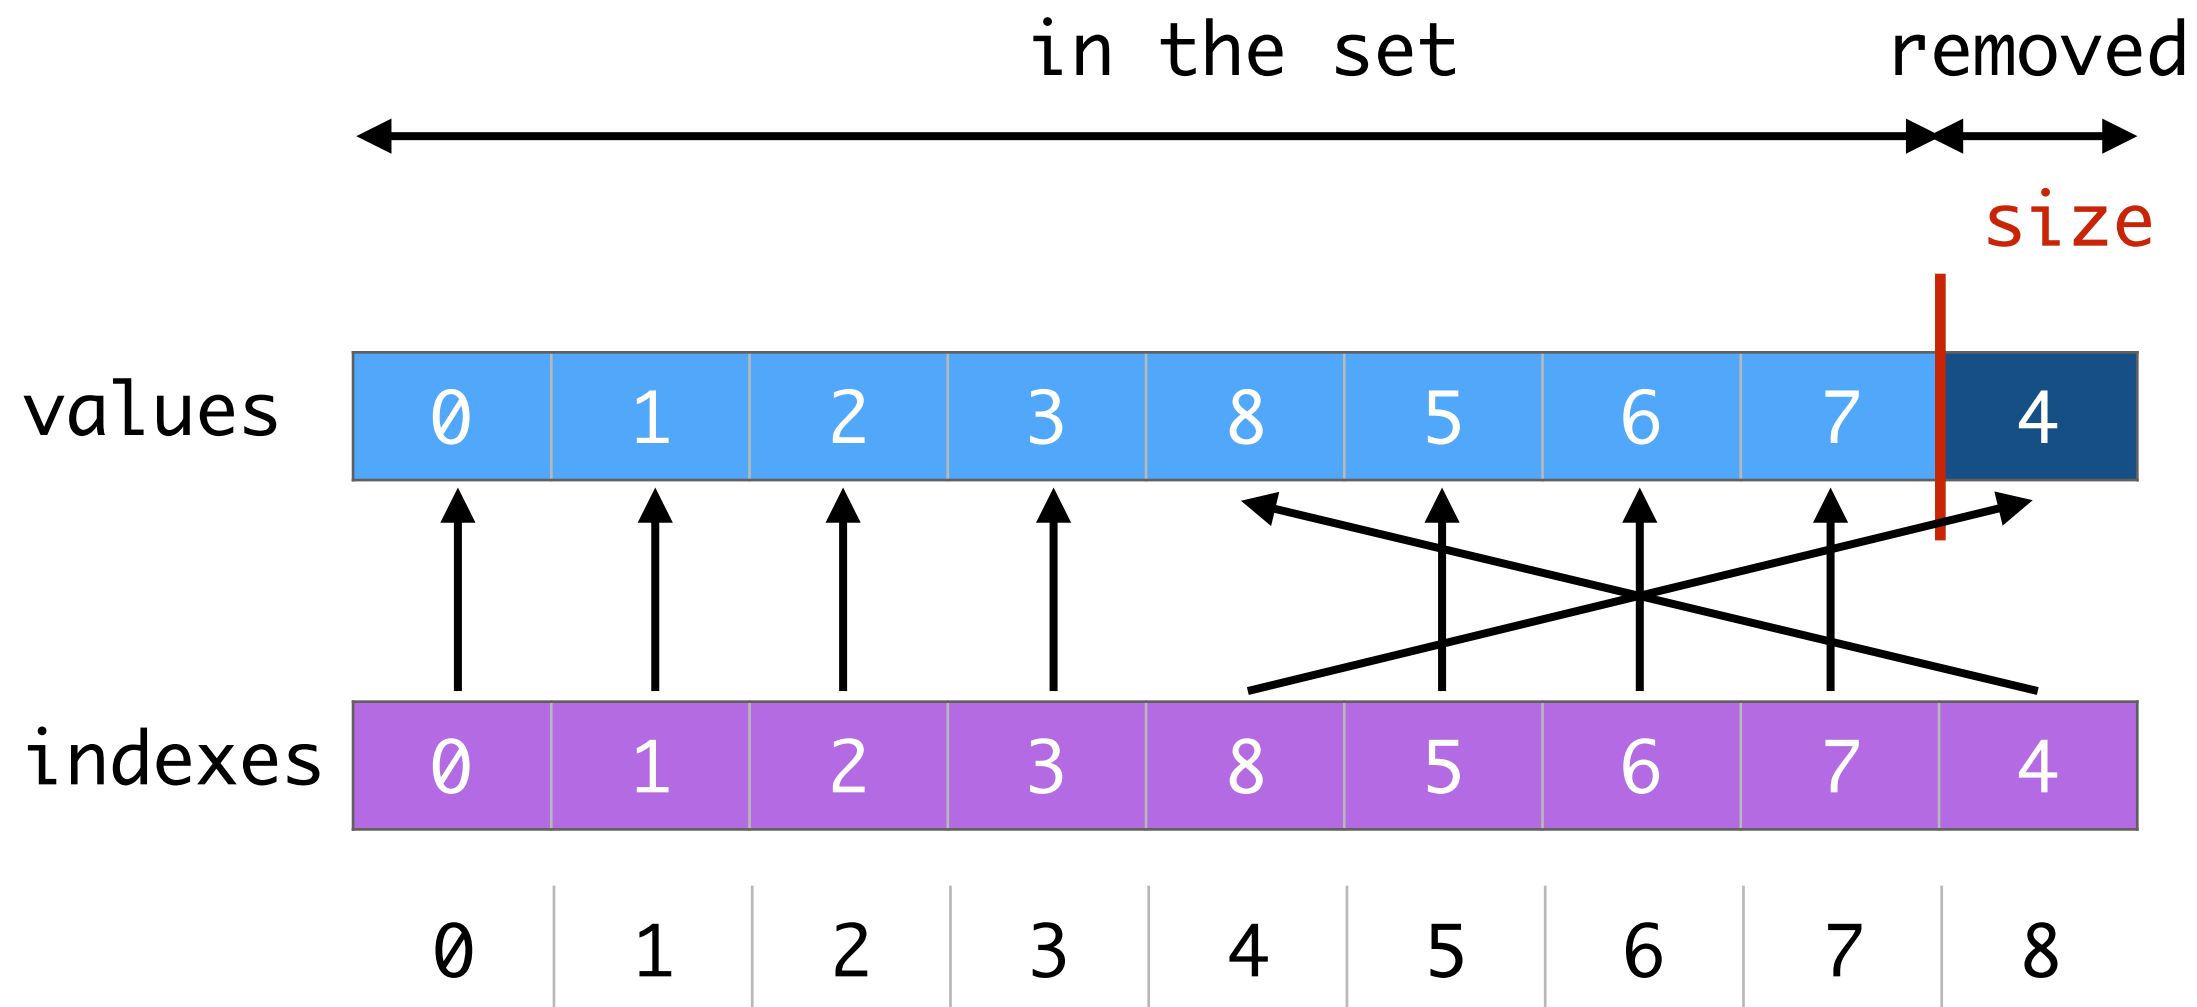 in the set removed
size
values 0 1 2 3 8 5 6 7 4
indexes 0 1 2 3 8 5 6 7 4
0 1 2 3 4 5 6 7 8